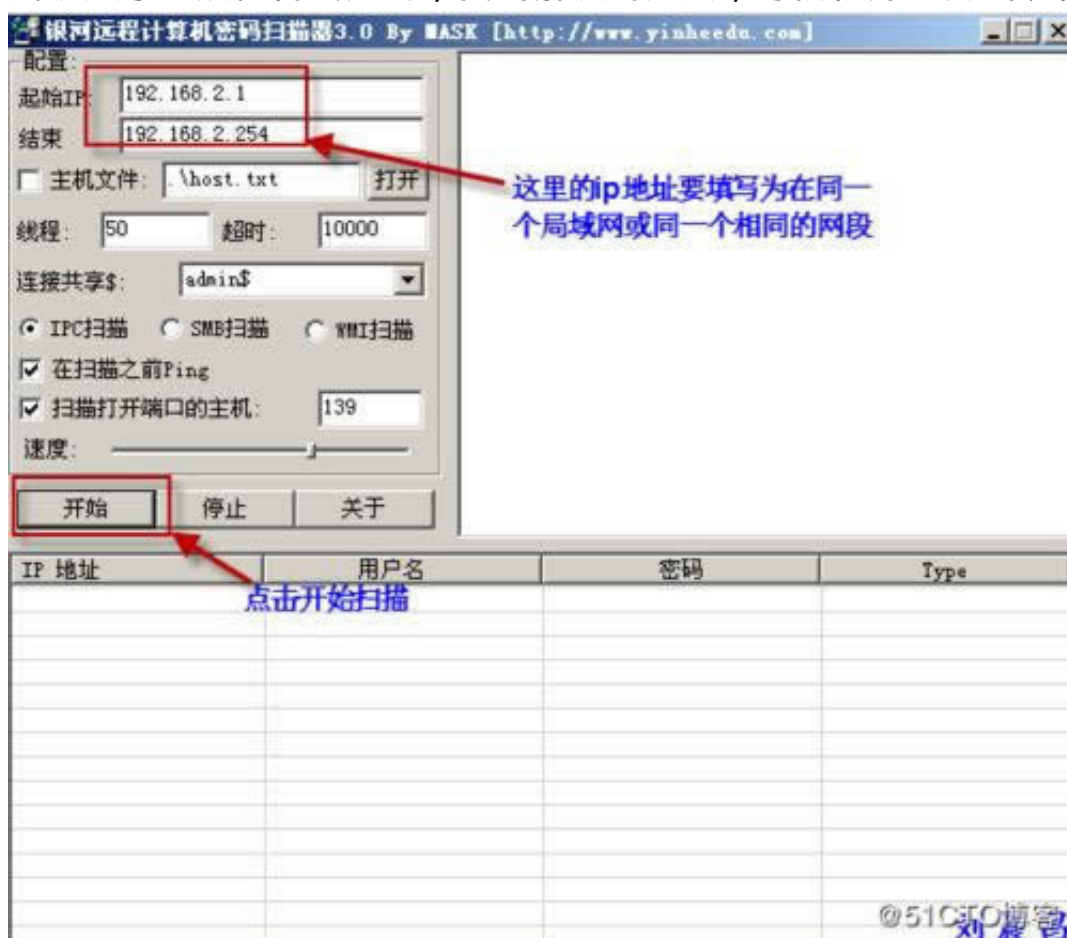 银河远程计算机密码扫描器3.0 By MASK [http://www.yinheedu.com]
配置:
起始IP: 192.168.2.1
结束 192.168.2.254
主机文件: .\host.txt 打开
这里的ip地址要填写为在同一
个局域网或同一个相同的网段
线程: 50 超时: 10000
连接共享$: admin$
IPC扫描 SMB扫描 WMI扫描
在扫描之前Ping
扫描打开端口的主机: 139
速度:
开始 停止 关于
IP 地址 用户名 密码 Type
点击开始扫描
@51CTO博客